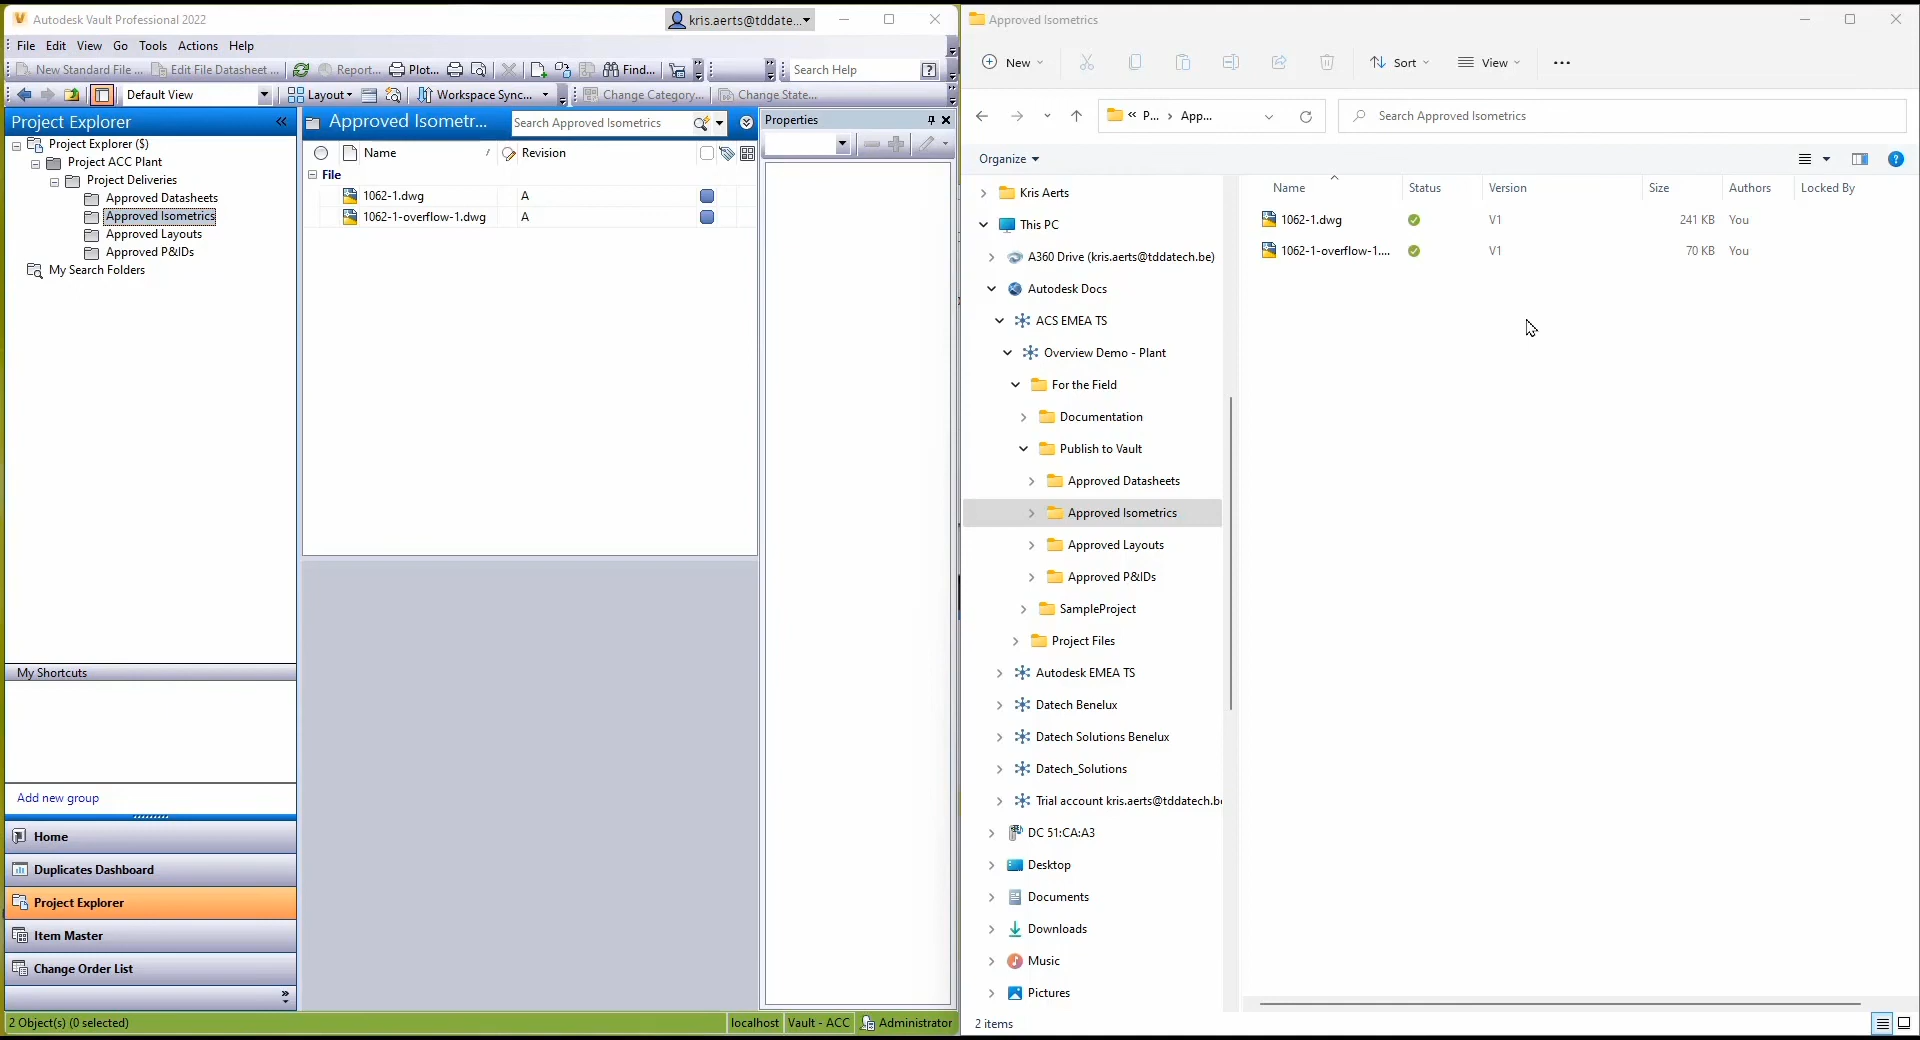 Autodesk Vault Professional 2022
kris.aerts@tddate...
File Edit View Go Tools Actions Help
New Standard File ... Edit File Datasheet ... Report... Plot... Find... Search Help
Default View Layout Workspace Sync... Change Category... Change State...
Project Explorer
Project Explorer ($)
Project ACC Plant
Project Deliveries
Approved Datasheets
Approved Isometrics
Approved Layouts
Approved P&IDs
My Search Folders
My Shortcuts
Add new group
Home
Duplicates Dashboard
Project Explorer
Item Master
Change Order List
Approved Isometr... Search Approved Isometrics
Name Revision
File
1062-1.dwg A
1062-1-overflow-1.dwg A
Properties
2 Object(s) (0 selected) localhost Vault - ACC Administrator
Approved Isometrics
New Sort View
« P... › App... Search Approved Isometrics
Organize
Kris Aerts
This PC
A360 Drive (kris.aerts@tddatech.be)
Autodesk Docs
ACS EMEA TS
Overview Demo - Plant
For the Field
Documentation
Publish to Vault
Approved Datasheets
Approved Isometrics
Approved Layouts
Approved P&IDs
SampleProject
Project Files
Autodesk EMEA TS
Datech Benelux
Datech Solutions Benelux
Datech_Solutions
Trial account kris.aerts@tddatech.be
DC 51:CA:A3
Desktop
Documents
Downloads
Music
Pictures
Name Status Version Size Authors Locked By
1062-1.dwg V1 241 KB You
1062-1-overflow-1.... V1 70 KB You
2 items